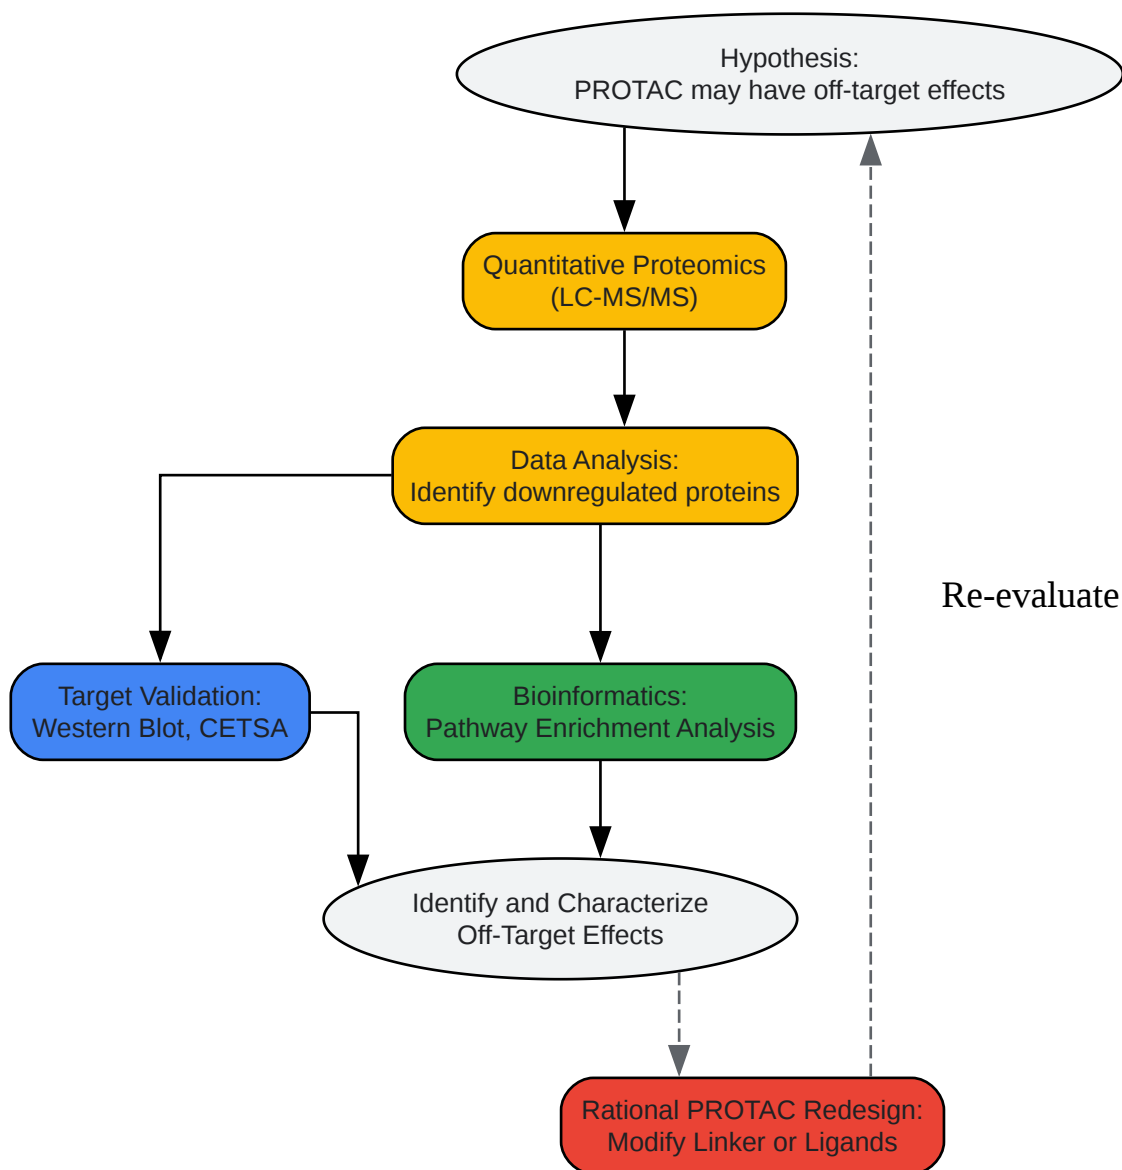 Hypothesis:
PROTAC may have off-target effects
Quantitative Proteomics
(LC-MS/MS)
Data Analysis:
Identify downregulated proteins
Re-evaluate
Target Validation:
Western Blot, CETSA
Bioinformatics:
Pathway Enrichment Analysis
Identify and Characterize
Off-Target Effects
Rational PROTAC Redesign:
Modify Linker or Ligands